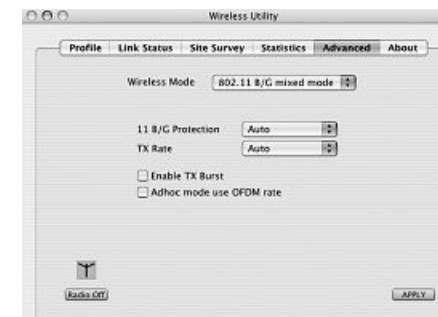 Wireless Utility
Profile Link Status Site Survey Statistics Advanced About
Wireless Mode 802.11 B/G mixed mode
11 B/G Protection Auto
TX Rate Auto
Enable TX Burst
Adhoc mode use OFDM rate
Radio Off
APPLY